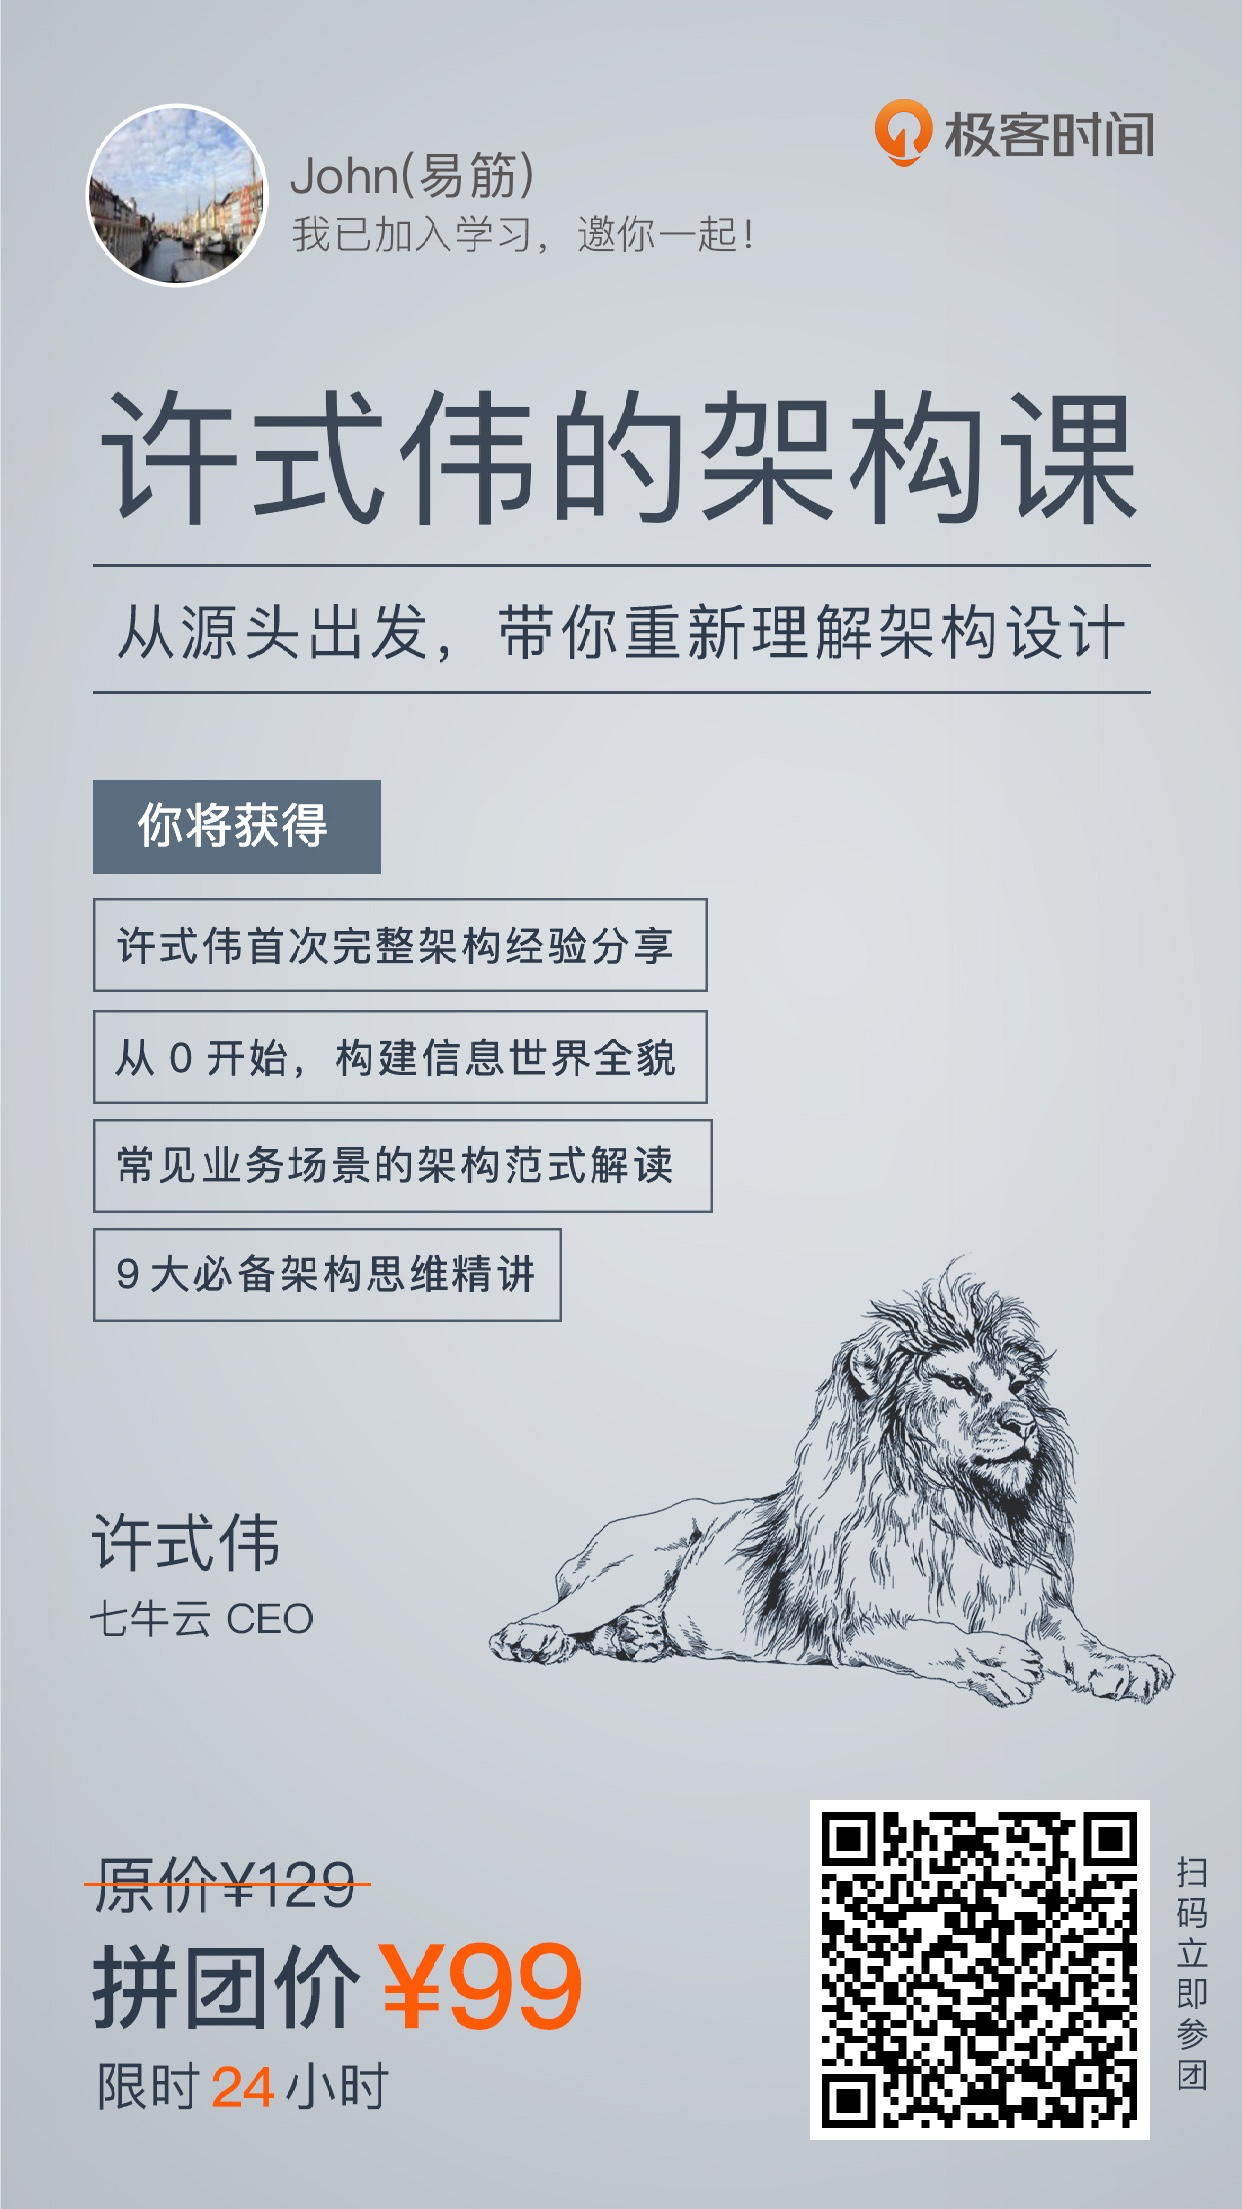 极客时间
John(易筋)
我已加入学习，邀你一起！
许式伟的架构课
从源头出发，带你重新理解架构设计
你将获得
许式伟首次完整架构经验分享
从 0 开始，构建信息世界全貌
常见业务场景的架构范式解读
9 大必备架构思维精讲
许式伟
七牛云 CEO
原价¥129
拼团价 ¥99
限时 24 小时
扫码立即参团